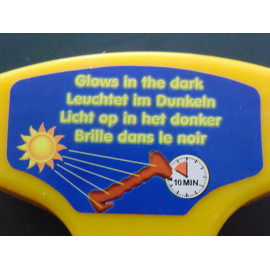 Glows in the dark
Leuchtet im Dunkeln
Licht op in het donker
Brille dans le noir
10 MIN